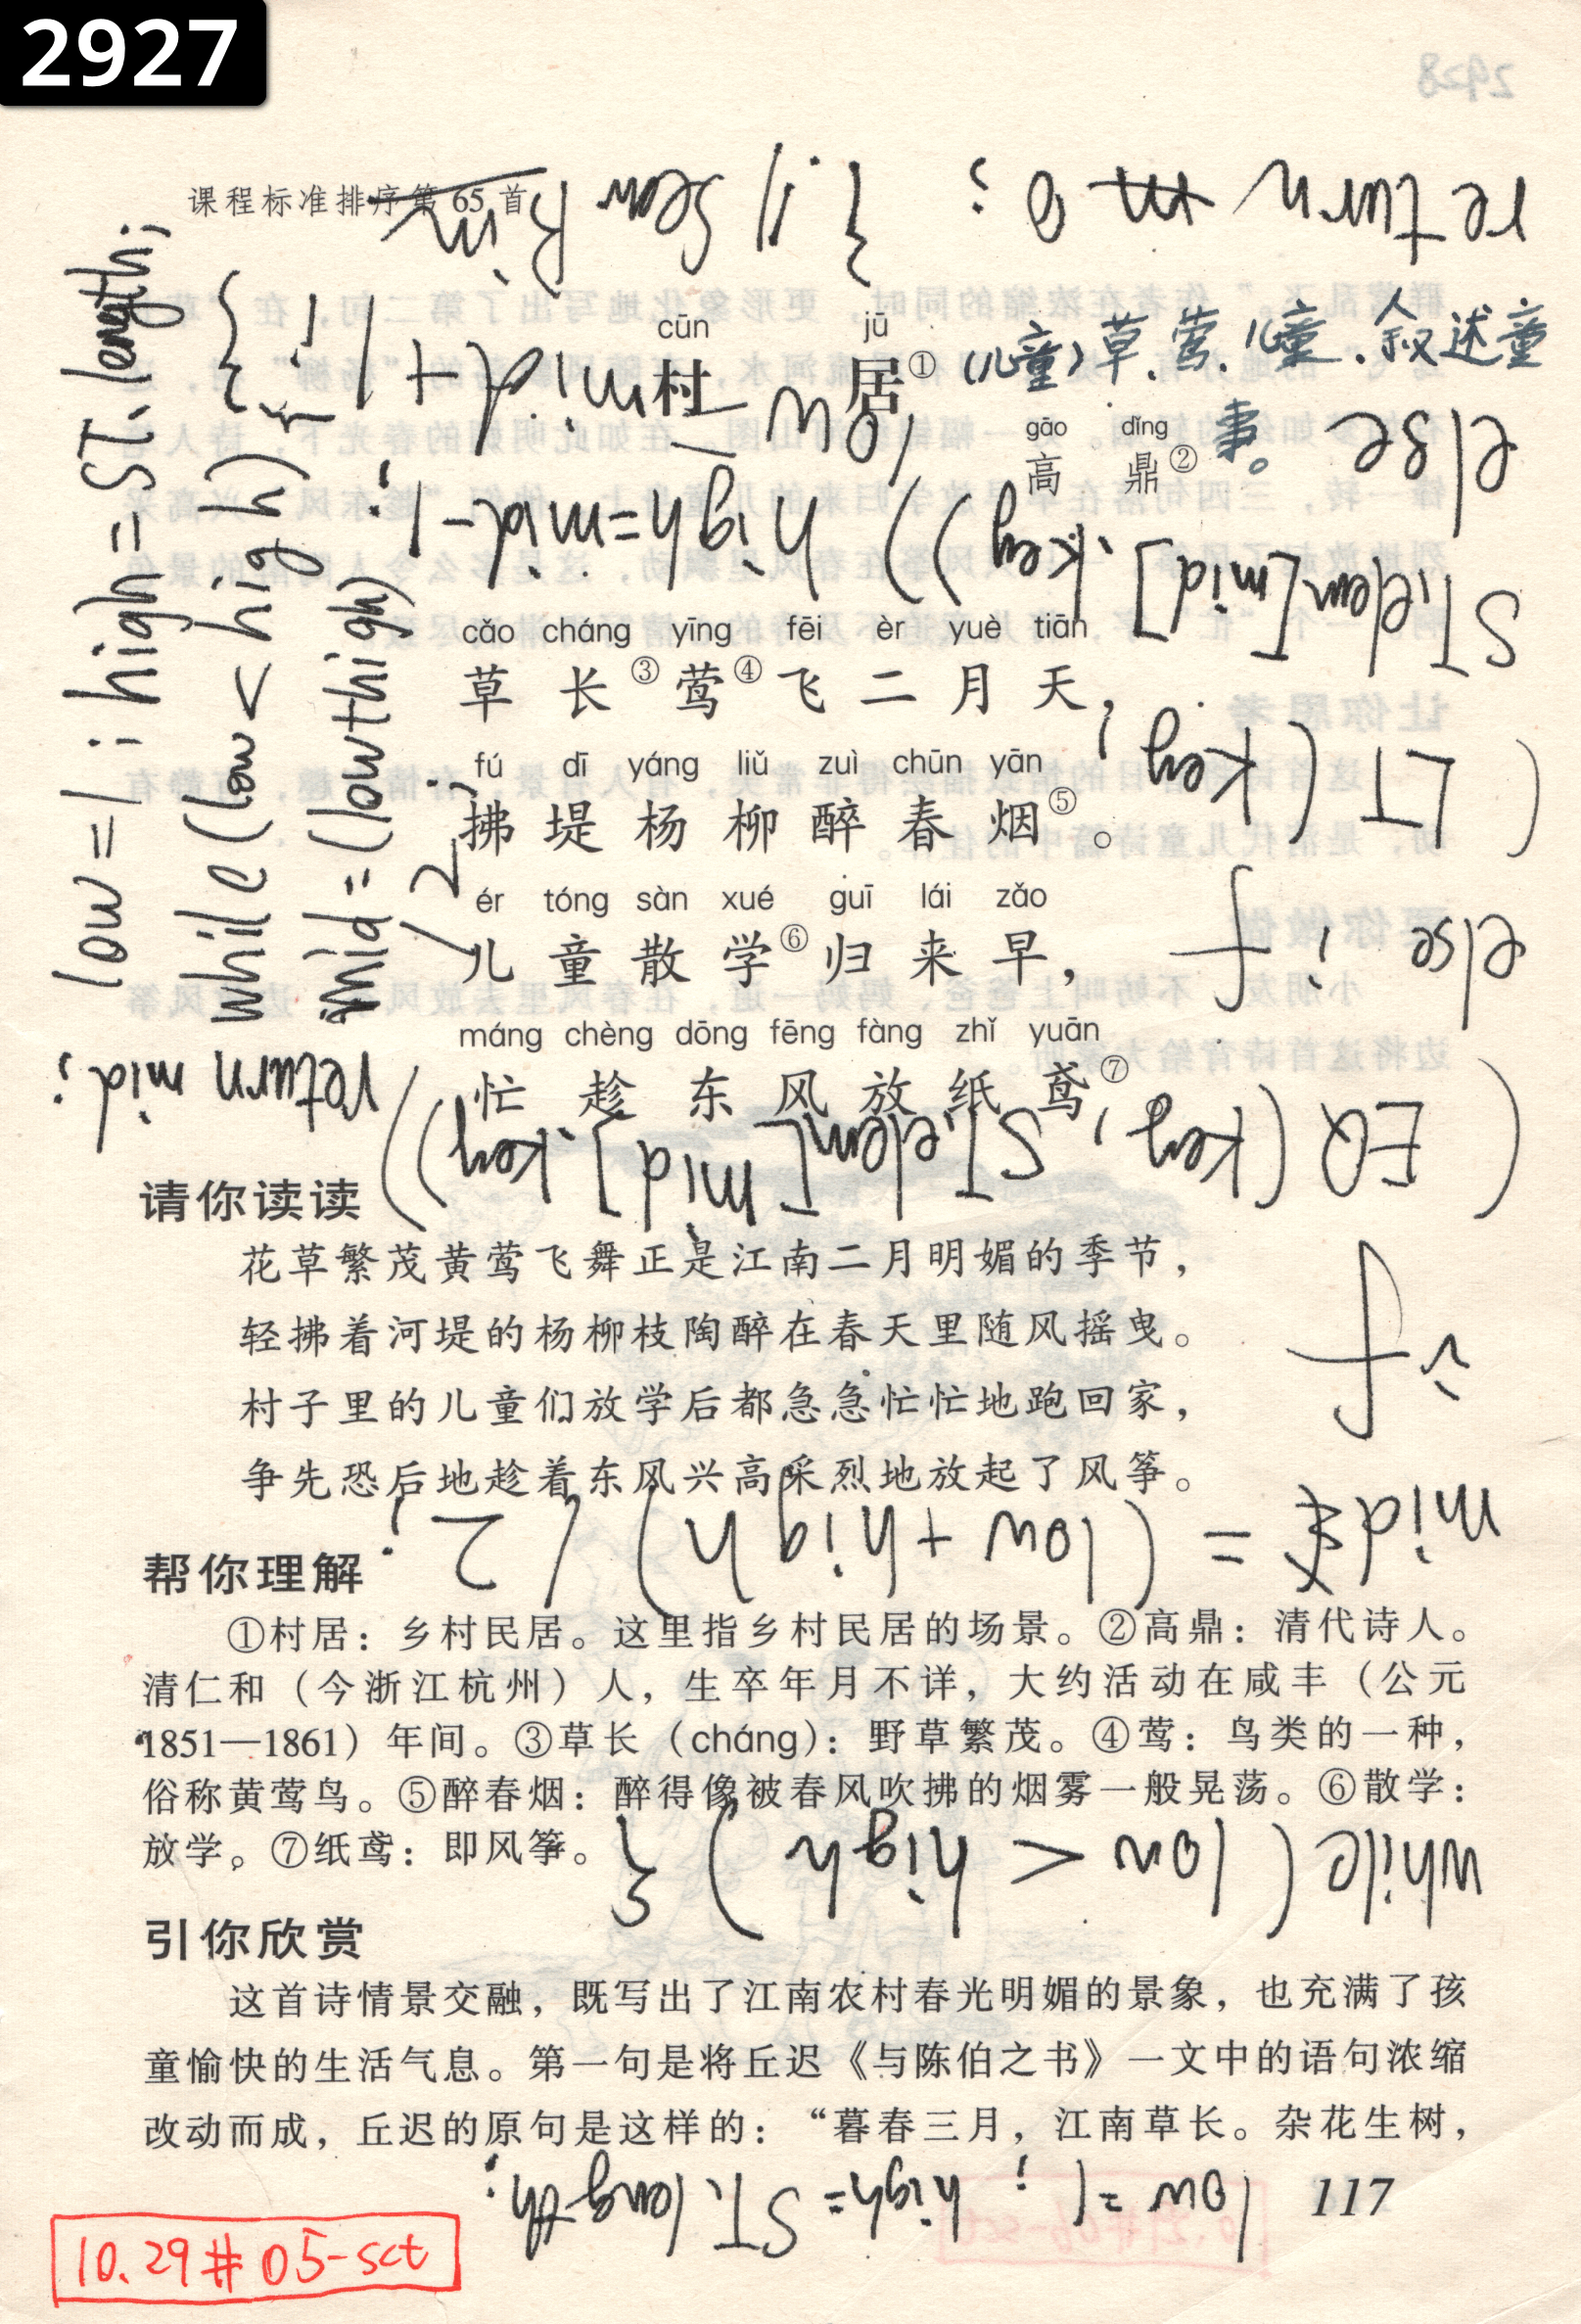 2927
2928
课程标准排序第65首
cūn jū
村居①
(儿童)草、莺、儿童、叙述童
事。
gāo dǐng
高鼎②
cǎo cháng yīng fēi èr yuè tiān
草长③莺④飞二月天，
fú dī yáng liǔ zuì chūn yān
拂堤杨柳醉春烟⑤。
ér tóng sàn xué guī lái zǎo
儿童散学⑥归来早，
máng chèng dōng fēng fàng zhǐ yuān
忙趁东风放纸鸢⑦
请你读读
花草繁茂黄莺飞舞正是江南二月明媚的季节，
轻拂着河堤的杨柳枝陶醉在春天里随风摇曳。
村子里的儿童们放学后都急急忙忙地跑回家，
争先恐后地趁着东风兴高采烈地放起了风筝。
帮你理解
①村居：乡村民居。这里指乡村民居的场景。②高鼎：清代诗人。
清仁和（今浙江杭州）人，生卒年月不详，大约活动在咸丰（公元
1851—1861）年间。③草长（cháng）：野草繁茂。④莺：鸟类的一种，
俗称黄莺鸟。⑤醉春烟：醉得像被春风吹拂的烟雾一般晃荡。⑥散学：
放学。⑦纸鸢：即风筝。
引你欣赏
这首诗情景交融，既写出了江南农村春光明媚的景象，也充满了孩
童愉快的生活气息。第一句是将丘迟《与陈伯之书》一文中的语句浓缩
改动而成，丘迟的原句是这样的：“暮春三月，江南草长。杂花生树，
117
10.29#05-sct
low = 1; high = ST.length;
while ( low < high ) {
mid = (low + high) / 2;
if
( EQ (key, ST.elem[mid].key))
return mid;
else if
( LT (key,
ST.elem[mid].key)) high=mid-1;
else
low = mid + 1; }
return 0; } //
low = 1; high = ST.length;
while (low < high) {
mid = (low+high)
/2;